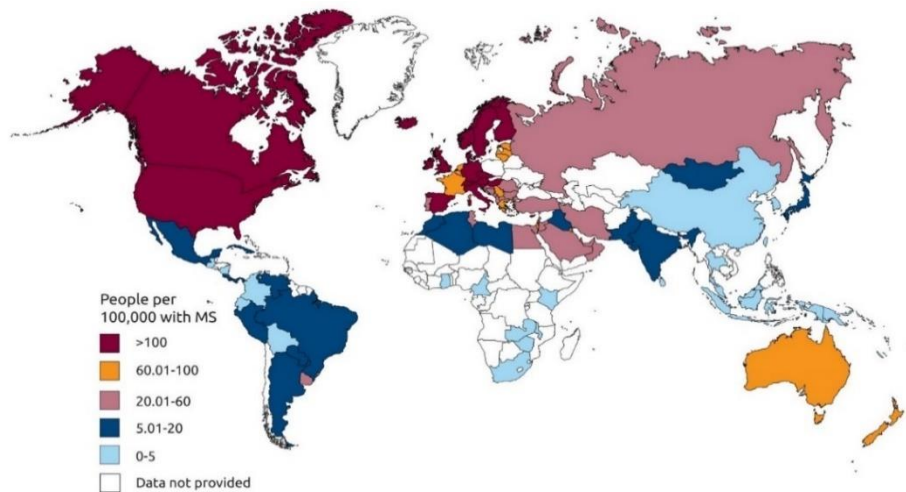 People per
100,000 with MS
>100
60.01-100
20.01-60
5.01-20
0-5
Data not provided